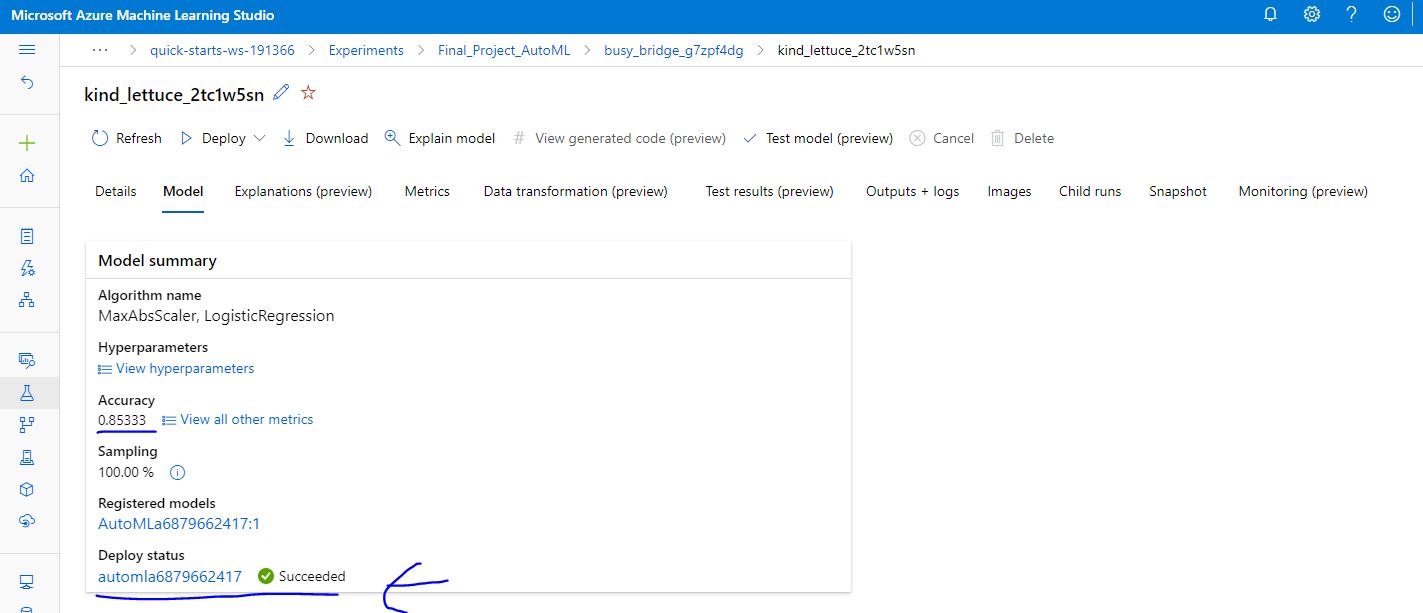 Microsoft Azure Machine Learning Studio
··· > quick-starts-ws-191366 > Experiments > Final_Project_AutoML > busy_bridge_g7zpf4dg > kind_lettuce_2tc1w5sn
kind_lettuce_2tc1w5sn
Refresh Deploy Download Explain model # View generated code (preview) Test model (preview) Cancel Delete
Details Model Explanations (preview) Metrics Data transformation (preview) Test results (preview) Outputs + logs Images Child runs Snapshot Monitoring (preview)
Model summary
Algorithm name
MaxAbsScaler, LogisticRegression
Hyperparameters
View hyperparameters
Accuracy
0.85333 View all other metrics
Sampling
100.00 %
Registered models
AutoMLa6879662417:1
Deploy status
automla6879662417 Succeeded